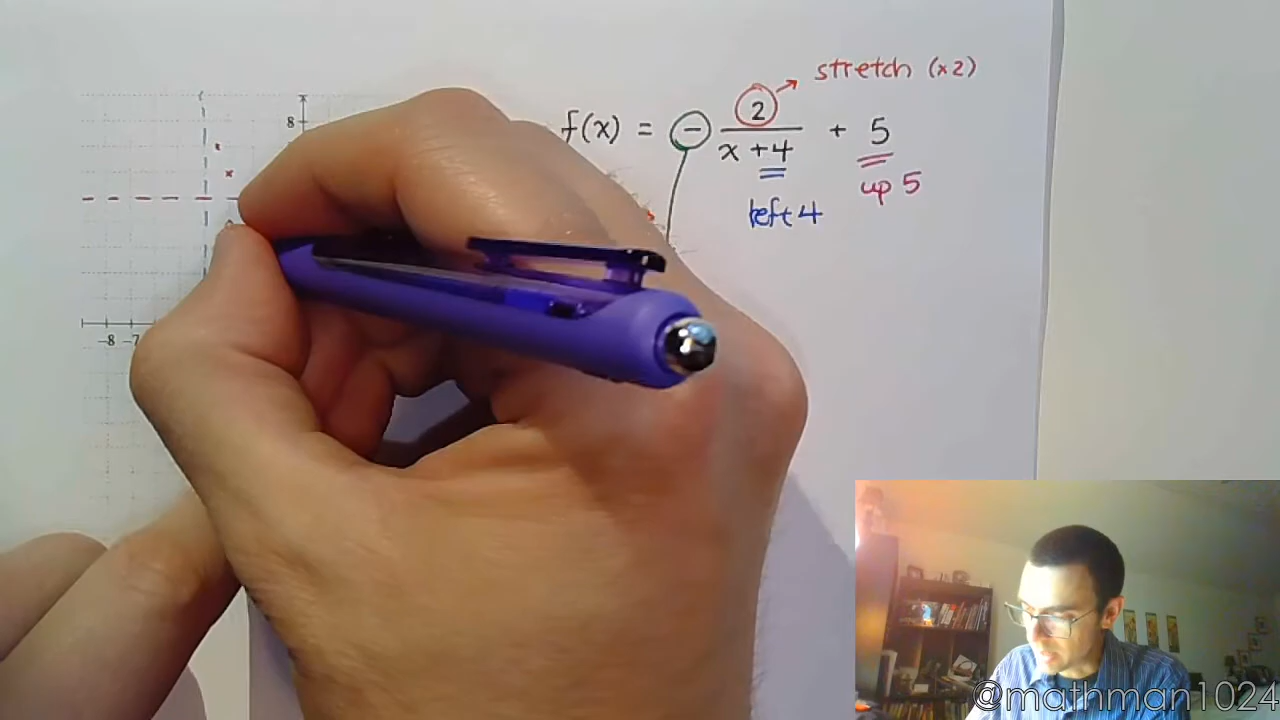 stretch (x2)
f(x) = - 2 / x + 4 + 5
left 4
up 5
8
-8 -7
@mathman1024